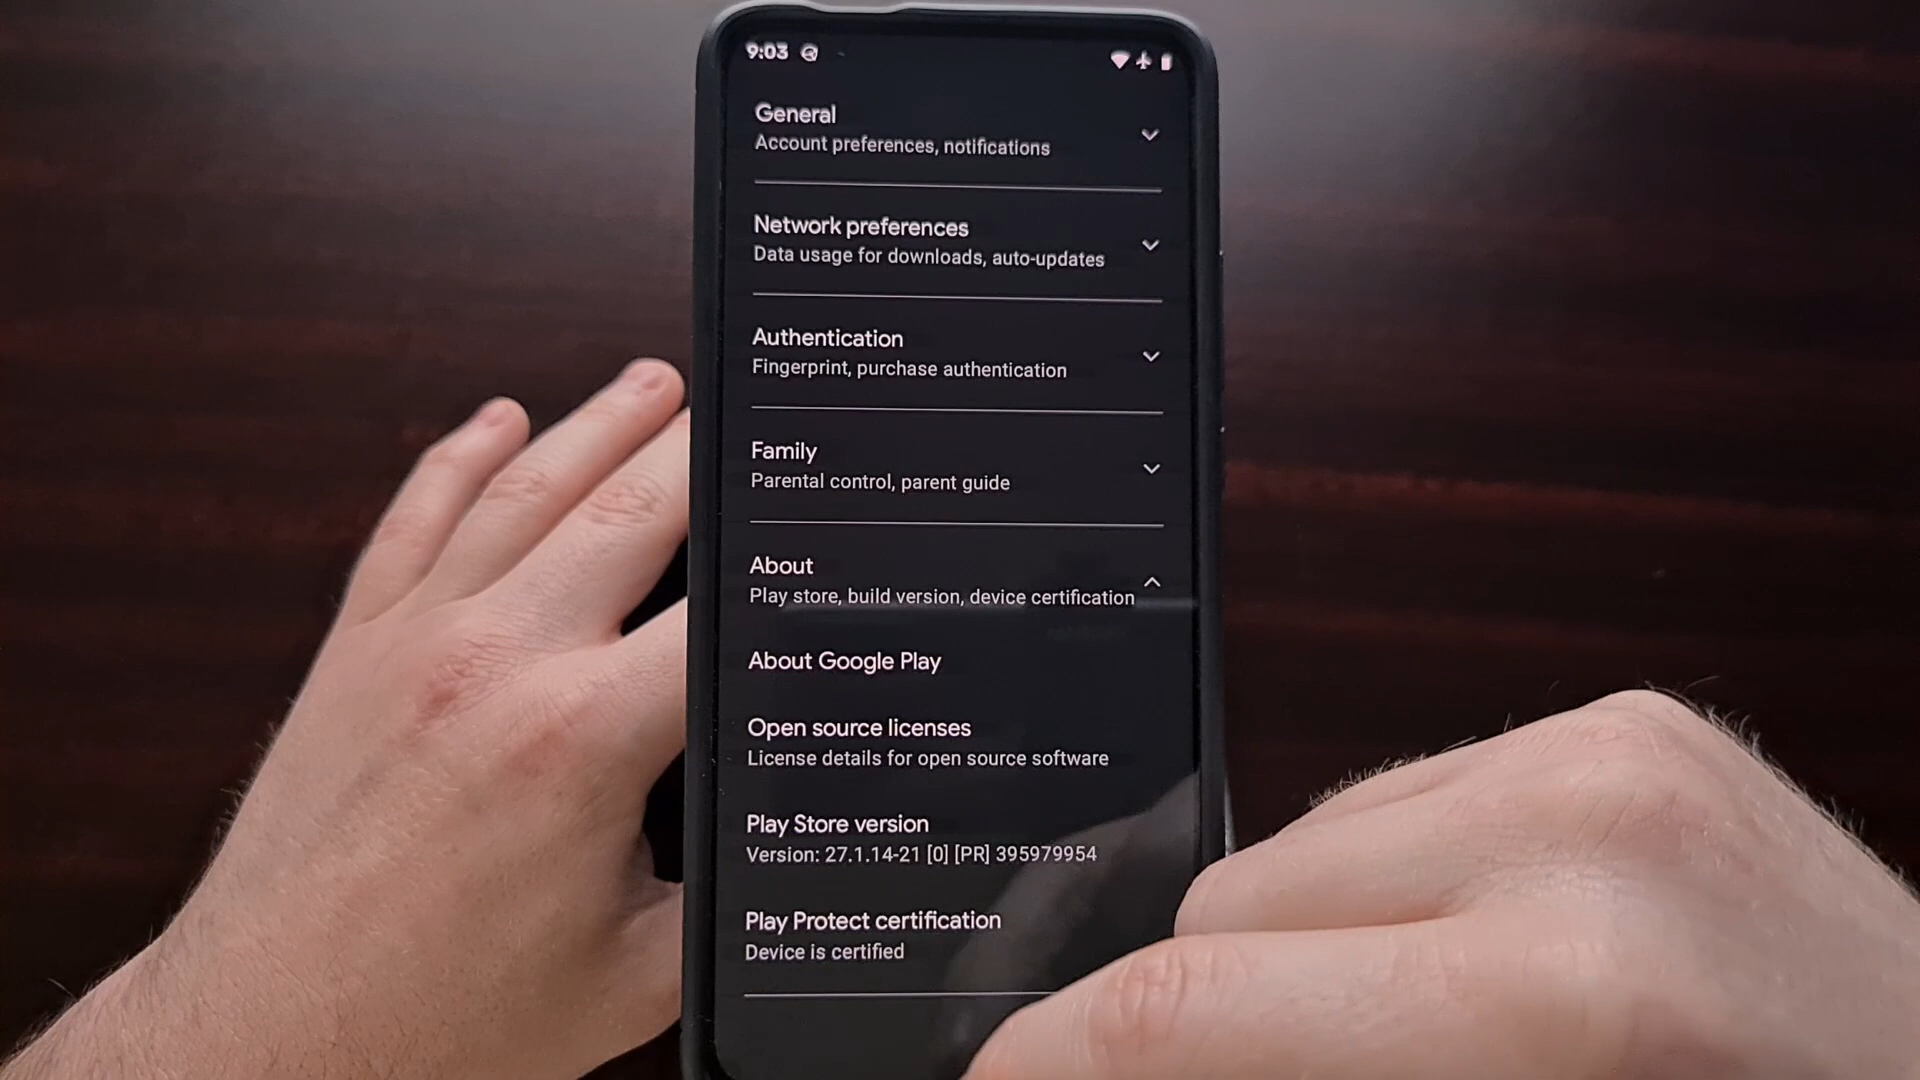 9:03
General
Account preferences, notifications
Network preferences
Data usage for downloads, auto-updates
Authentication
Fingerprint, purchase authentication
Family
Parental control, parent guide
About
Play store, build version, device certification
About Google Play
Open source licenses
License details for open source software
Play Store version
Version: 27.1.14-21 [0] [PR] 395979954
Play Protect certification
Device is certified